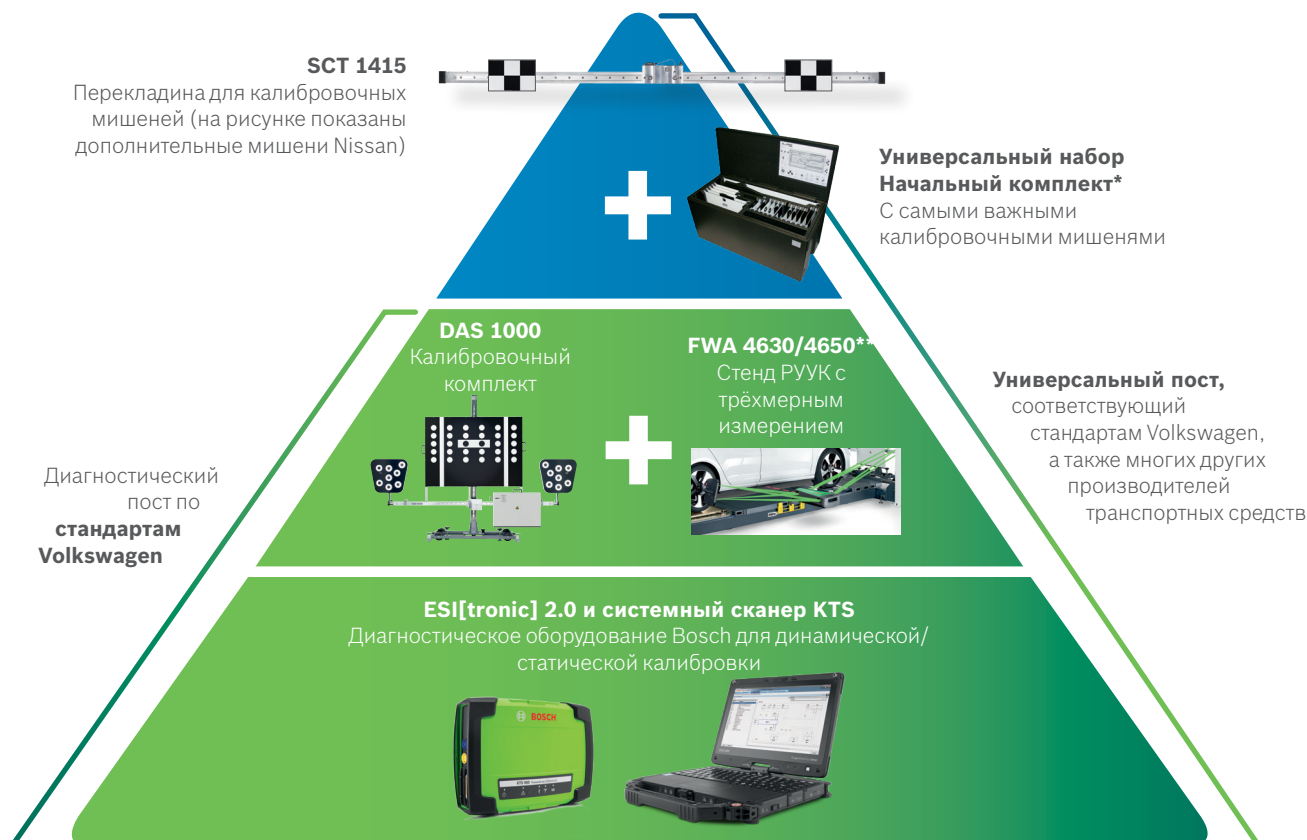 SCT 1415
Перекладина для калибровочных
мишеней (на рисунке показаны
дополнительные мишени Nissan)
Универсальный набор
Начальный комплект*
С самыми важными
калибровочными мишенями
DAS 1000
Калибровочный
комплект
FWA 4630/4650**
Стенд РУУК с
трёхмерным
измерением
Диагностический
пост по
стандартам
Volkswagen
Универсальный пост,
соответствующий
стандартам Volkswagen,
а также многих других
производителей
транспортных средств
ESI[tronic] 2.0 и системный сканер KTS
Диагностическое оборудование Bosch для динамической/
статической калибровки
BOSCH